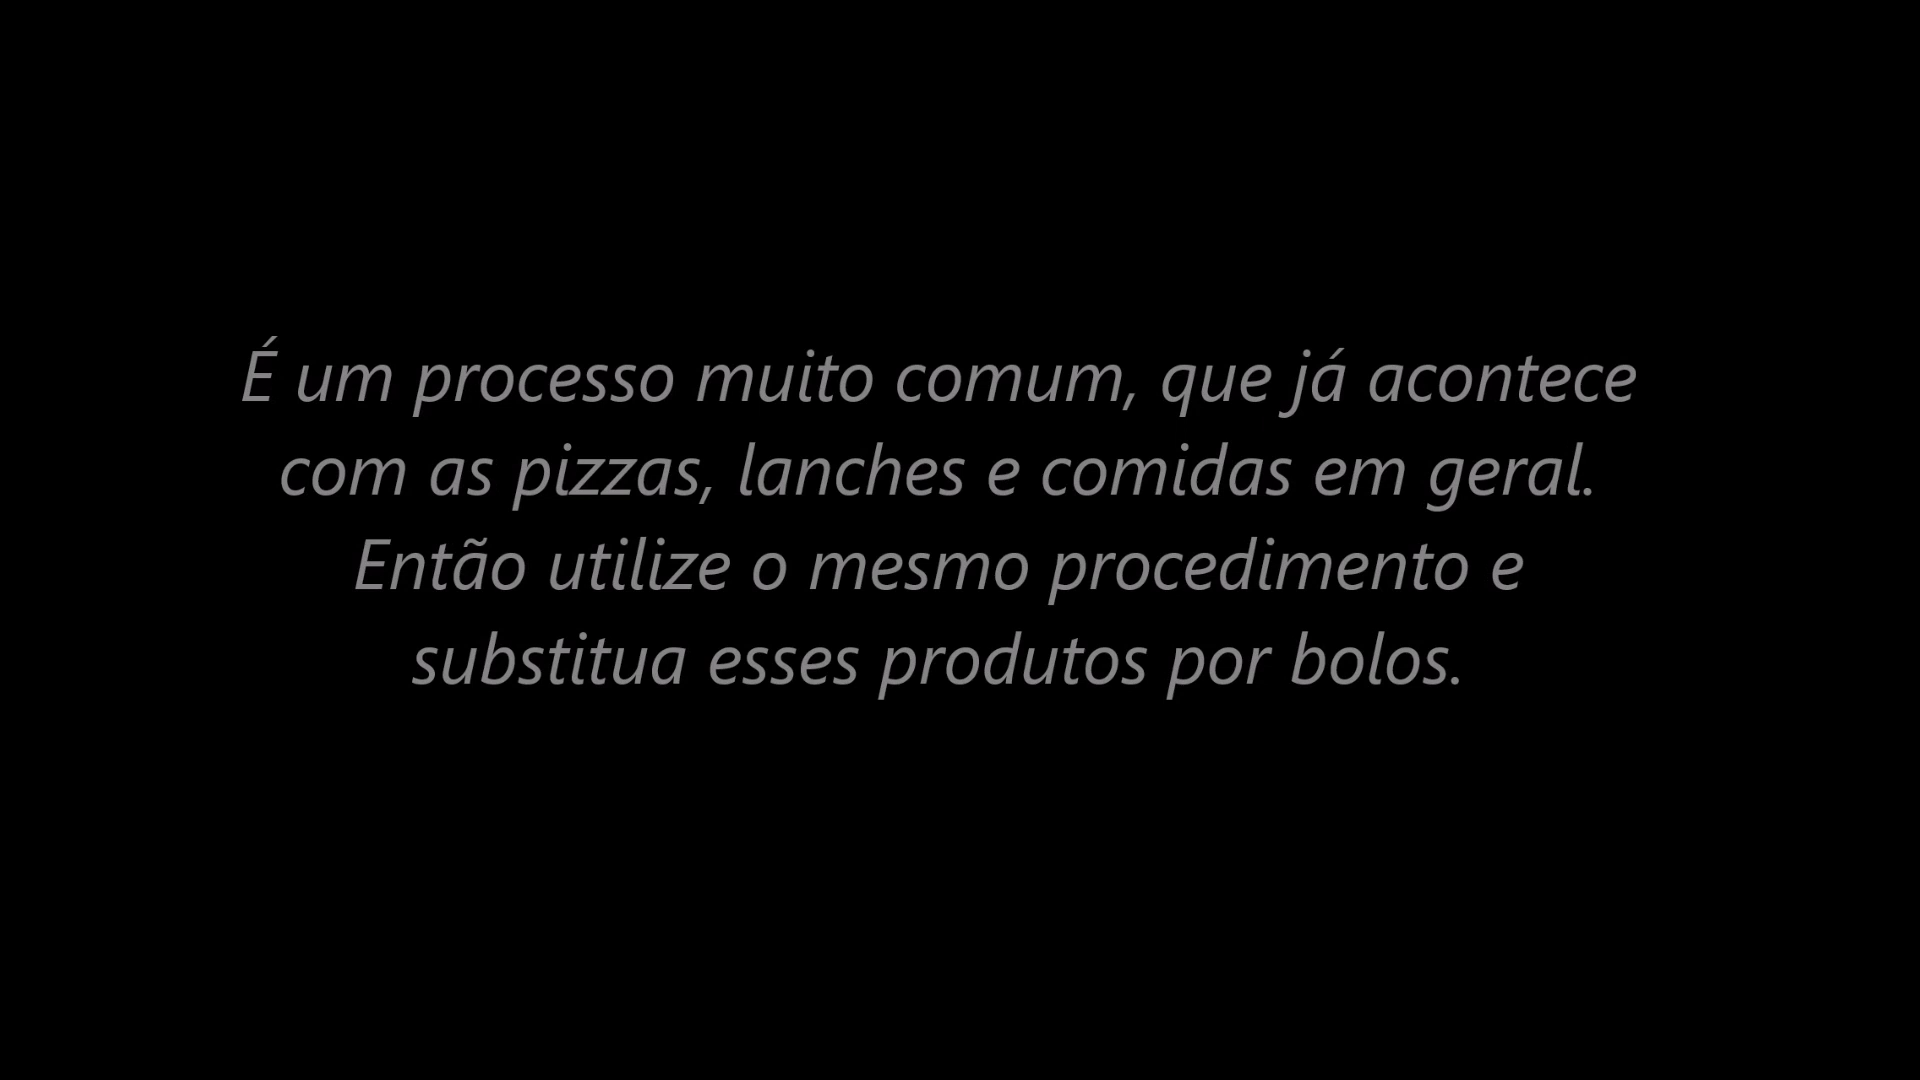 É um processo muito comum, que já acontece
com as pizzas, lanches e comidas em geral.
Então utilize o mesmo procedimento e
substitua esses produtos por bolos.